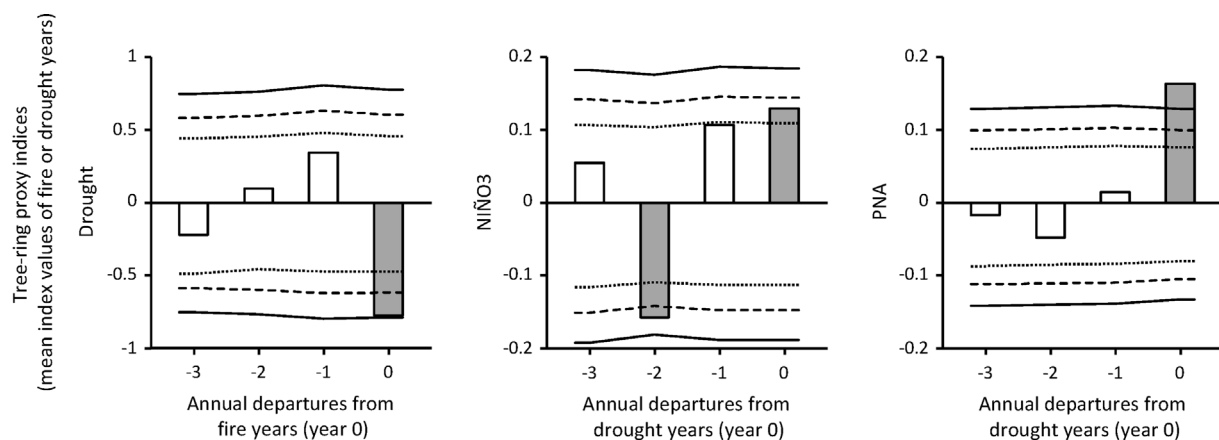 Tree-ring proxy indices
(mean index values of fire or drought years)
Drought
1
0.5
0
-0.5
-1
-3 -2 -1 0
Annual departures from
fire years (year 0)
NIÑO3
0.2
0.1
0
-0.1
-0.2
-3 -2 -1 0
Annual departures from
drought years (year 0)
PNA
0.2
0.1
0
-0.1
-0.2
-3 -2 -1 0
Annual departures from
drought years (year 0)